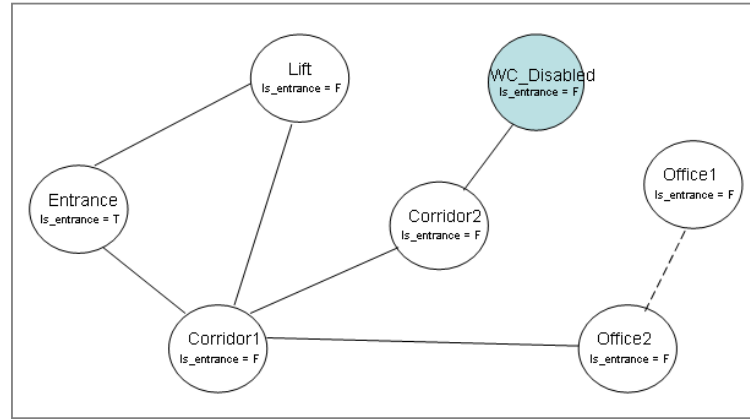 Lift
Is_entrance = F
WC_Disabled
Is_entrance = F
Office1
Is_entrance = F
Entrance
Is_entrance = T
Corridor2
Is_entrance = F
Corridor1
Is_entrance = F
Office2
Is_entrance = F